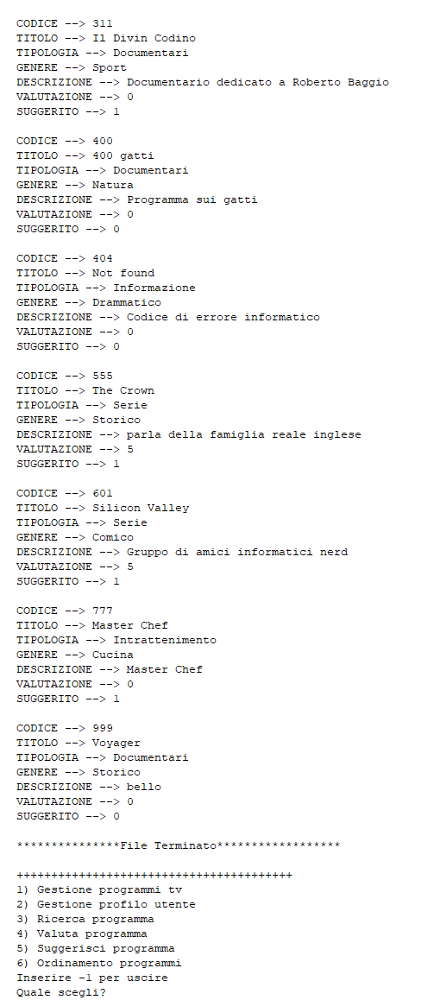 CODICE --> 311
TITOLO --> Il Divin Codino
TIPOLOGIA --> Documentari
GENERE --> Sport
DESCRIZIONE --> Documentario dedicato a Roberto Baggio
VALUTAZIONE --> 0
SUGGERITO --> 1
CODICE --> 400
TITOLO --> 400 gatti
TIPOLOGIA --> Documentari
GENERE --> Natura
DESCRIZIONE --> Programma sui gatti
VALUTAZIONE --> 0
SUGGERITO --> 0
CODICE --> 404
TITOLO --> Not found
TIPOLOGIA --> Informazione
GENERE --> Drammatico
DESCRIZIONE --> Codice di errore informatico
VALUTAZIONE --> 0
SUGGERITO --> 0
CODICE --> 555
TITOLO --> The Crown
TIPOLOGIA --> Serie
GENERE --> Storico
DESCRIZIONE --> parla della famiglia reale inglese
VALUTAZIONE --> 5
SUGGERITO --> 1
CODICE --> 601
TITOLO --> Silicon Valley
TIPOLOGIA --> Serie
GENERE --> Comico
DESCRIZIONE --> Gruppo di amici informatici nerd
VALUTAZIONE --> 5
SUGGERITO --> 1
CODICE --> 777
TITOLO --> Master Chef
TIPOLOGIA --> Intrattenimento
GENERE --> Cucina
DESCRIZIONE --> Master Chef
VALUTAZIONE --> 0
SUGGERITO --> 1
CODICE --> 999
TITOLO --> Voyager
TIPOLOGIA --> Documentari
GENERE --> Storico
DESCRIZIONE --> bello
VALUTAZIONE --> 0
SUGGERITO --> 0
***************File Terminato******************
++++++++++++++++++++++++++++++++++++++++
1) Gestione programmi tv
2) Gestione profilo utente
3) Ricerca programma
4) Valuta programma
5) Suggerisci programma
6) Ordinamento programmi
Inserire -1 per uscire
Quale scegli?